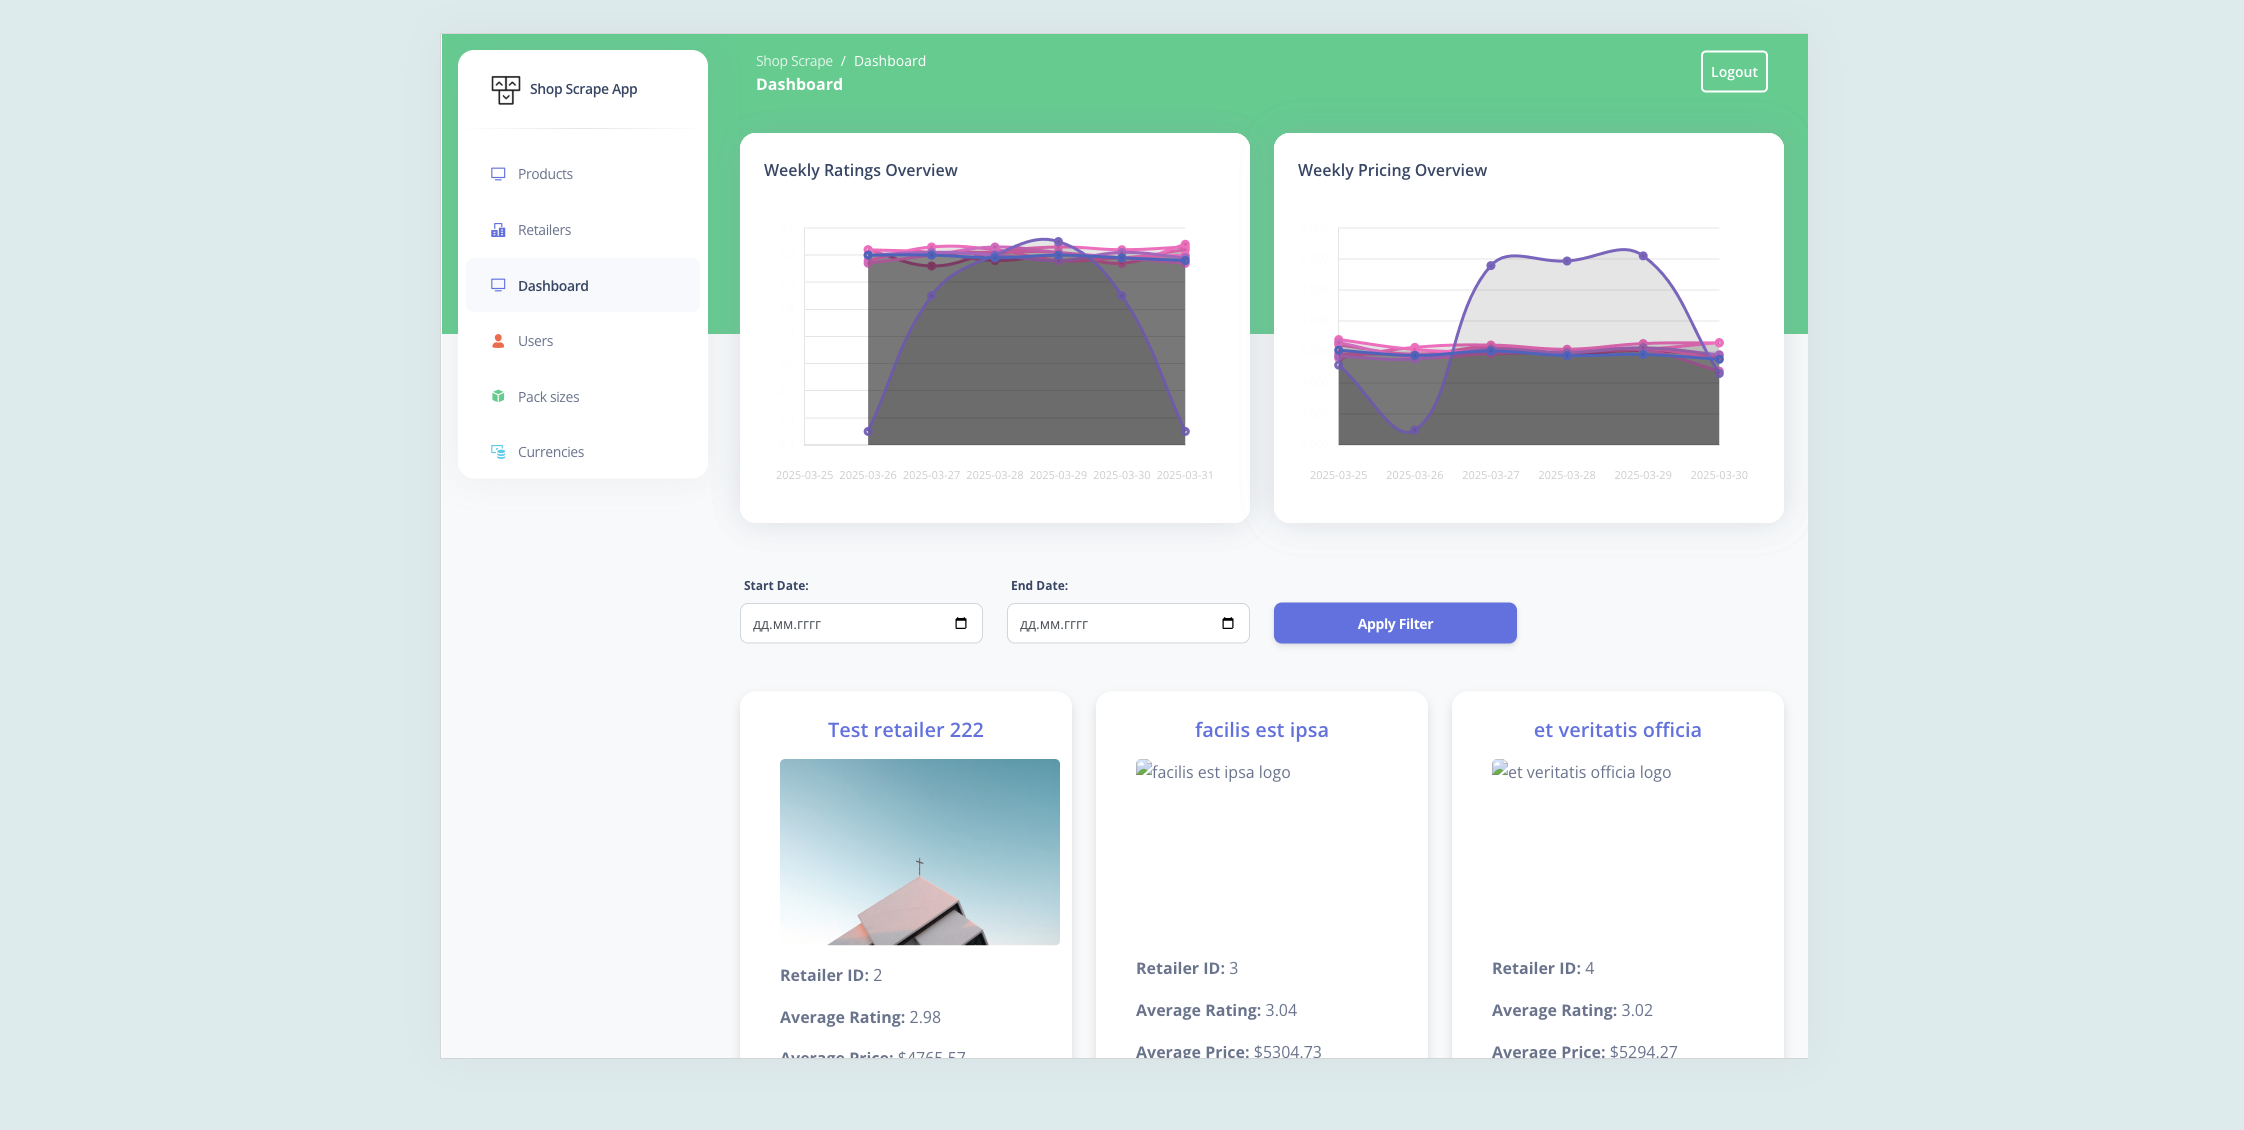 Shop Scrape App
Products
Retailers
Dashboard
Users
Pack sizes
Currencies
Shop Scrape / Dashboard
Dashboard
Logout
Weekly Ratings Overview
2025-03-25 2025-03-26 2025-03-27 2025-03-28 2025-03-29 2025-03-30 2025-03-31
Weekly Pricing Overview
2025-03-25 2025-03-26 2025-03-27 2025-03-28 2025-03-29 2025-03-30
Start Date:
End Date:
дд.мм.гггг
дд.мм.гггг
Apply Filter
Test retailer 222
Retailer ID: 2
Average Rating: 2.98
Average Price: $4765.57
facilis est ipsa
facilis est ipsa logo
Retailer ID: 3
Average Rating: 3.04
Average Price: $5304.73
et veritatis officia
et veritatis officia logo
Retailer ID: 4
Average Rating: 3.02
Average Price: $5294.27